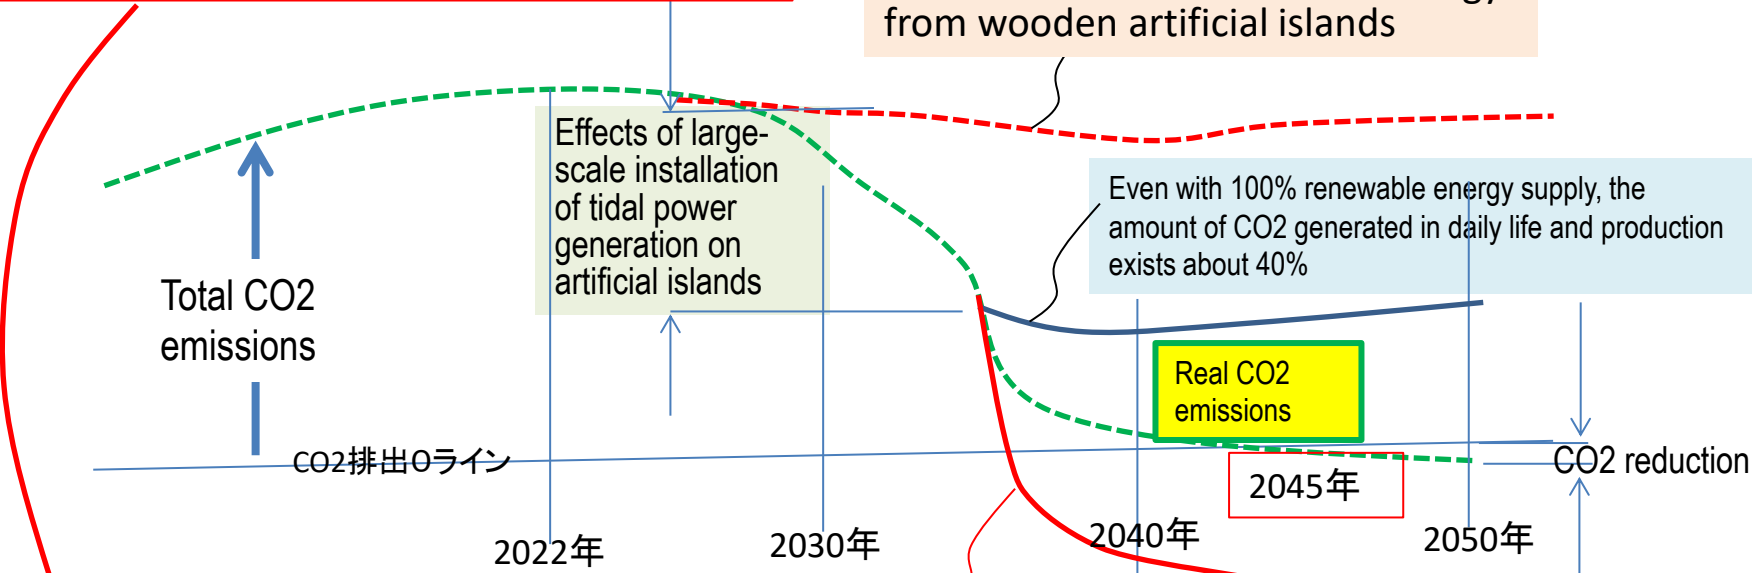 from wooden artificial islands
Effects of large-
scale installation
of tidal power
generation on
artificial islands
Even with 100% renewable energy supply, the
amount of CO2 generated in daily life and production
exists about 40%
Total CO2
emissions
Real CO2
emissions
CO2排出0ライン
CO2 reduction
2045年
2022年
2030年
2040年
2050年